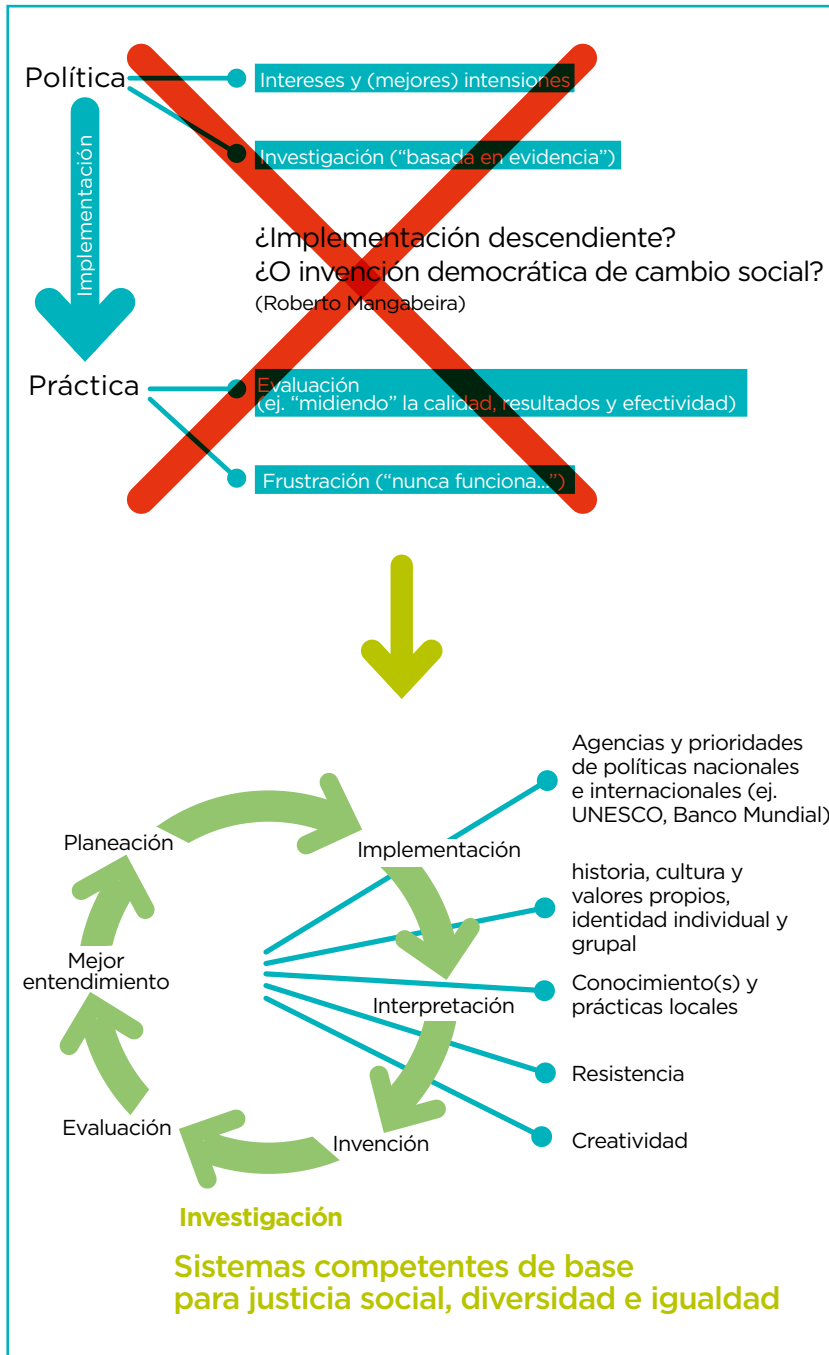 Política
Intereses y (mejores) intensiones
Implementación
Investigación (“basada en evidencia”)
¿Implementación descendiente?
¿O invención democrática de cambio social?
(Roberto Mangabeira)
Práctica
Evaluación
(ej. “midiendo” la calidad, resultados y efectividad)
Frustración (“nunca funciona...”)
Agencias y prioridades
de políticas nacionales
e internacionales (ej.
UNESCO, Banco Mundial)
Planeación
Implementación
historia, cultura y
valores propios,
identidad individual y
grupal
Mejor
entendimiento
Interpretación
Conocimiento(s) y
prácticas locales
Resistencia
Evaluación
Invención
Creatividad
Investigación
Sistemas competentes de base
para justicia social, diversidad e igualdad